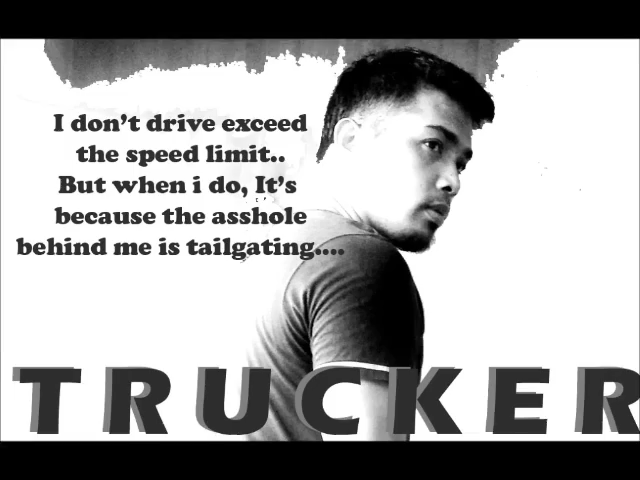 I don't drive exceed
the speed limit..
But when i do, It's
because the asshole
behind me is tailgating....
TRUCKER